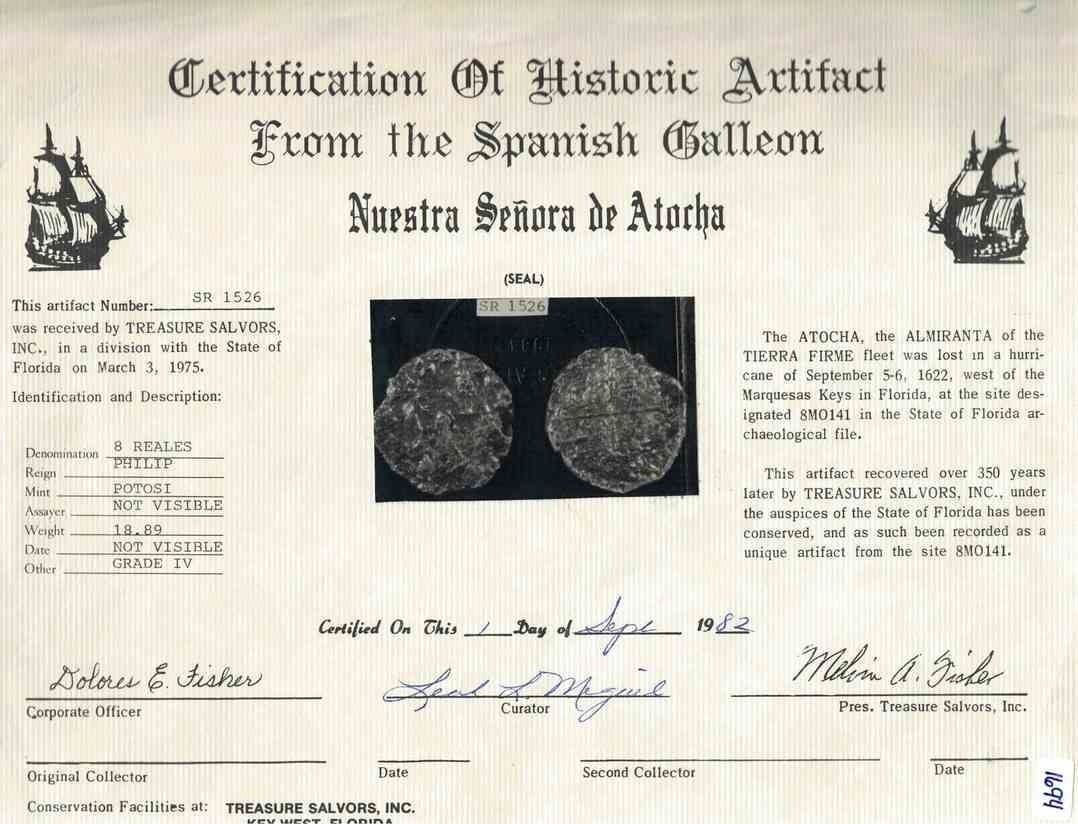 Certification Of Historic Artifact
From the Spanish Galleon
Nuestra Señora de Atocha
(SEAL)
This artifact Number: SR 1526
was received by TREASURE SALVORS,
INC., in a division with the State of
Florida on March 3, 1975.
Identification and Description:
Denomination 8 REALES
Reign PHILIP
Mint POTOSI
Assayer NOT VISIBLE
Weight 18.89
Date NOT VISIBLE
Other GRADE IV
SR 1526
The ATOCHA, the ALMIRANTA of the
TIERRA FIRME fleet was lost in a hurri-
cane of September 5-6, 1622, west of the
Marquesas Keys in Florida, at the site des-
ignated 8MO141 in the State of Florida ar-
chaeological file.
This artifact recovered over 350 years
later by TREASURE SALVORS, INC., under
the auspices of the State of Florida has been
conserved, and as such been recorded as a
unique artifact from the site 8MO141.
Certified On This 1 Day of Sept 1982
Dolores E. Fisher
Corporate Officer
Curator
Melvin A. Fisher
Pres. Treasure Salvors, Inc.
Original Collector
Date
Second Collector
Date
1694
Conservation Facilities at: TREASURE SALVORS, INC.
KEY WEST, FLORIDA